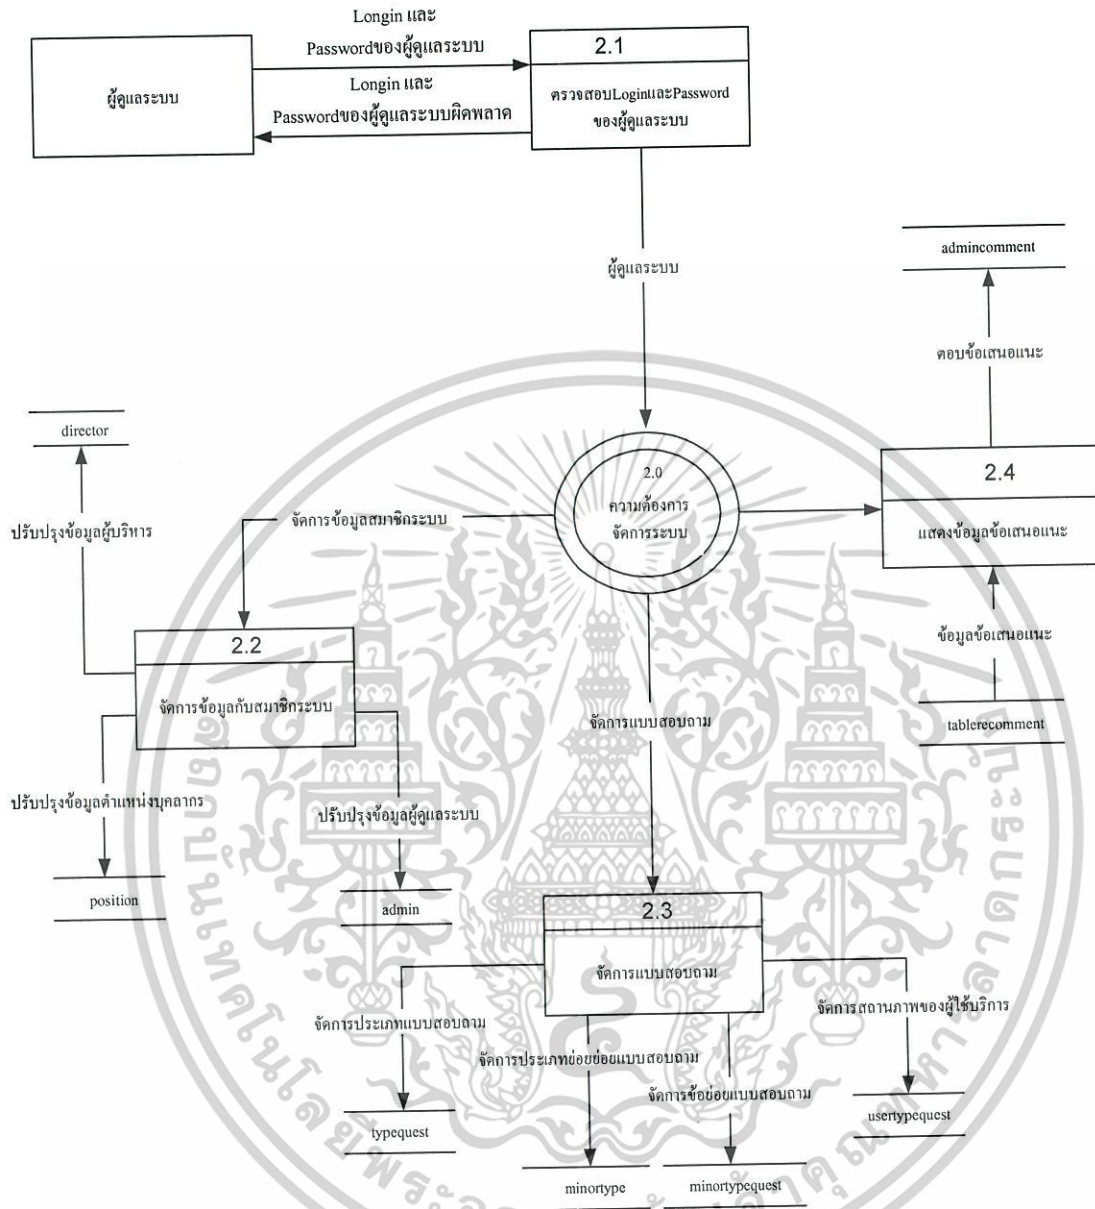 Longin และ
Passwordของผู้ดูแลระบบ
ผู้ดูแลระบบ
Longin และ
Passwordของผู้ดูแลระบบผิดพลาด
2.1
ตรวจสอบLoginและPassword
ของผู้ดูแลระบบ
ผู้ดูแลระบบ
admincomment
ตอบข้อเสนอแนะ
director
ปรับปรุงข้อมูลผู้บริหาร
จัดการข้อมูลสมาชิกระบบ
2.0
ความต้องการ
จัดการระบบ
2.4
แสดงข้อมูลข้อเสนอแนะ
ข้อมูลข้อเสนอแนะ
tablerecomment
2.2
จัดการข้อมูลกับสมาชิกระบบ
จัดการแบบสอบถาม
ปรับปรุงข้อมูลตำแหน่งบุคลากร
ปรับปรุงข้อมูลผู้ดูแลระบบ
position
admin
2.3
จัดการแบบสอบถาม
จัดการประเภทแบบสอบถาม
จัดการประเภทย่อยย่อยแบบสอบถาม
จัดการข้อย่อยแบบสอบถาม
จัดการสถานภาพของผู้ใช้บริการ
typequest
minortype
minortypequest
usertypequest